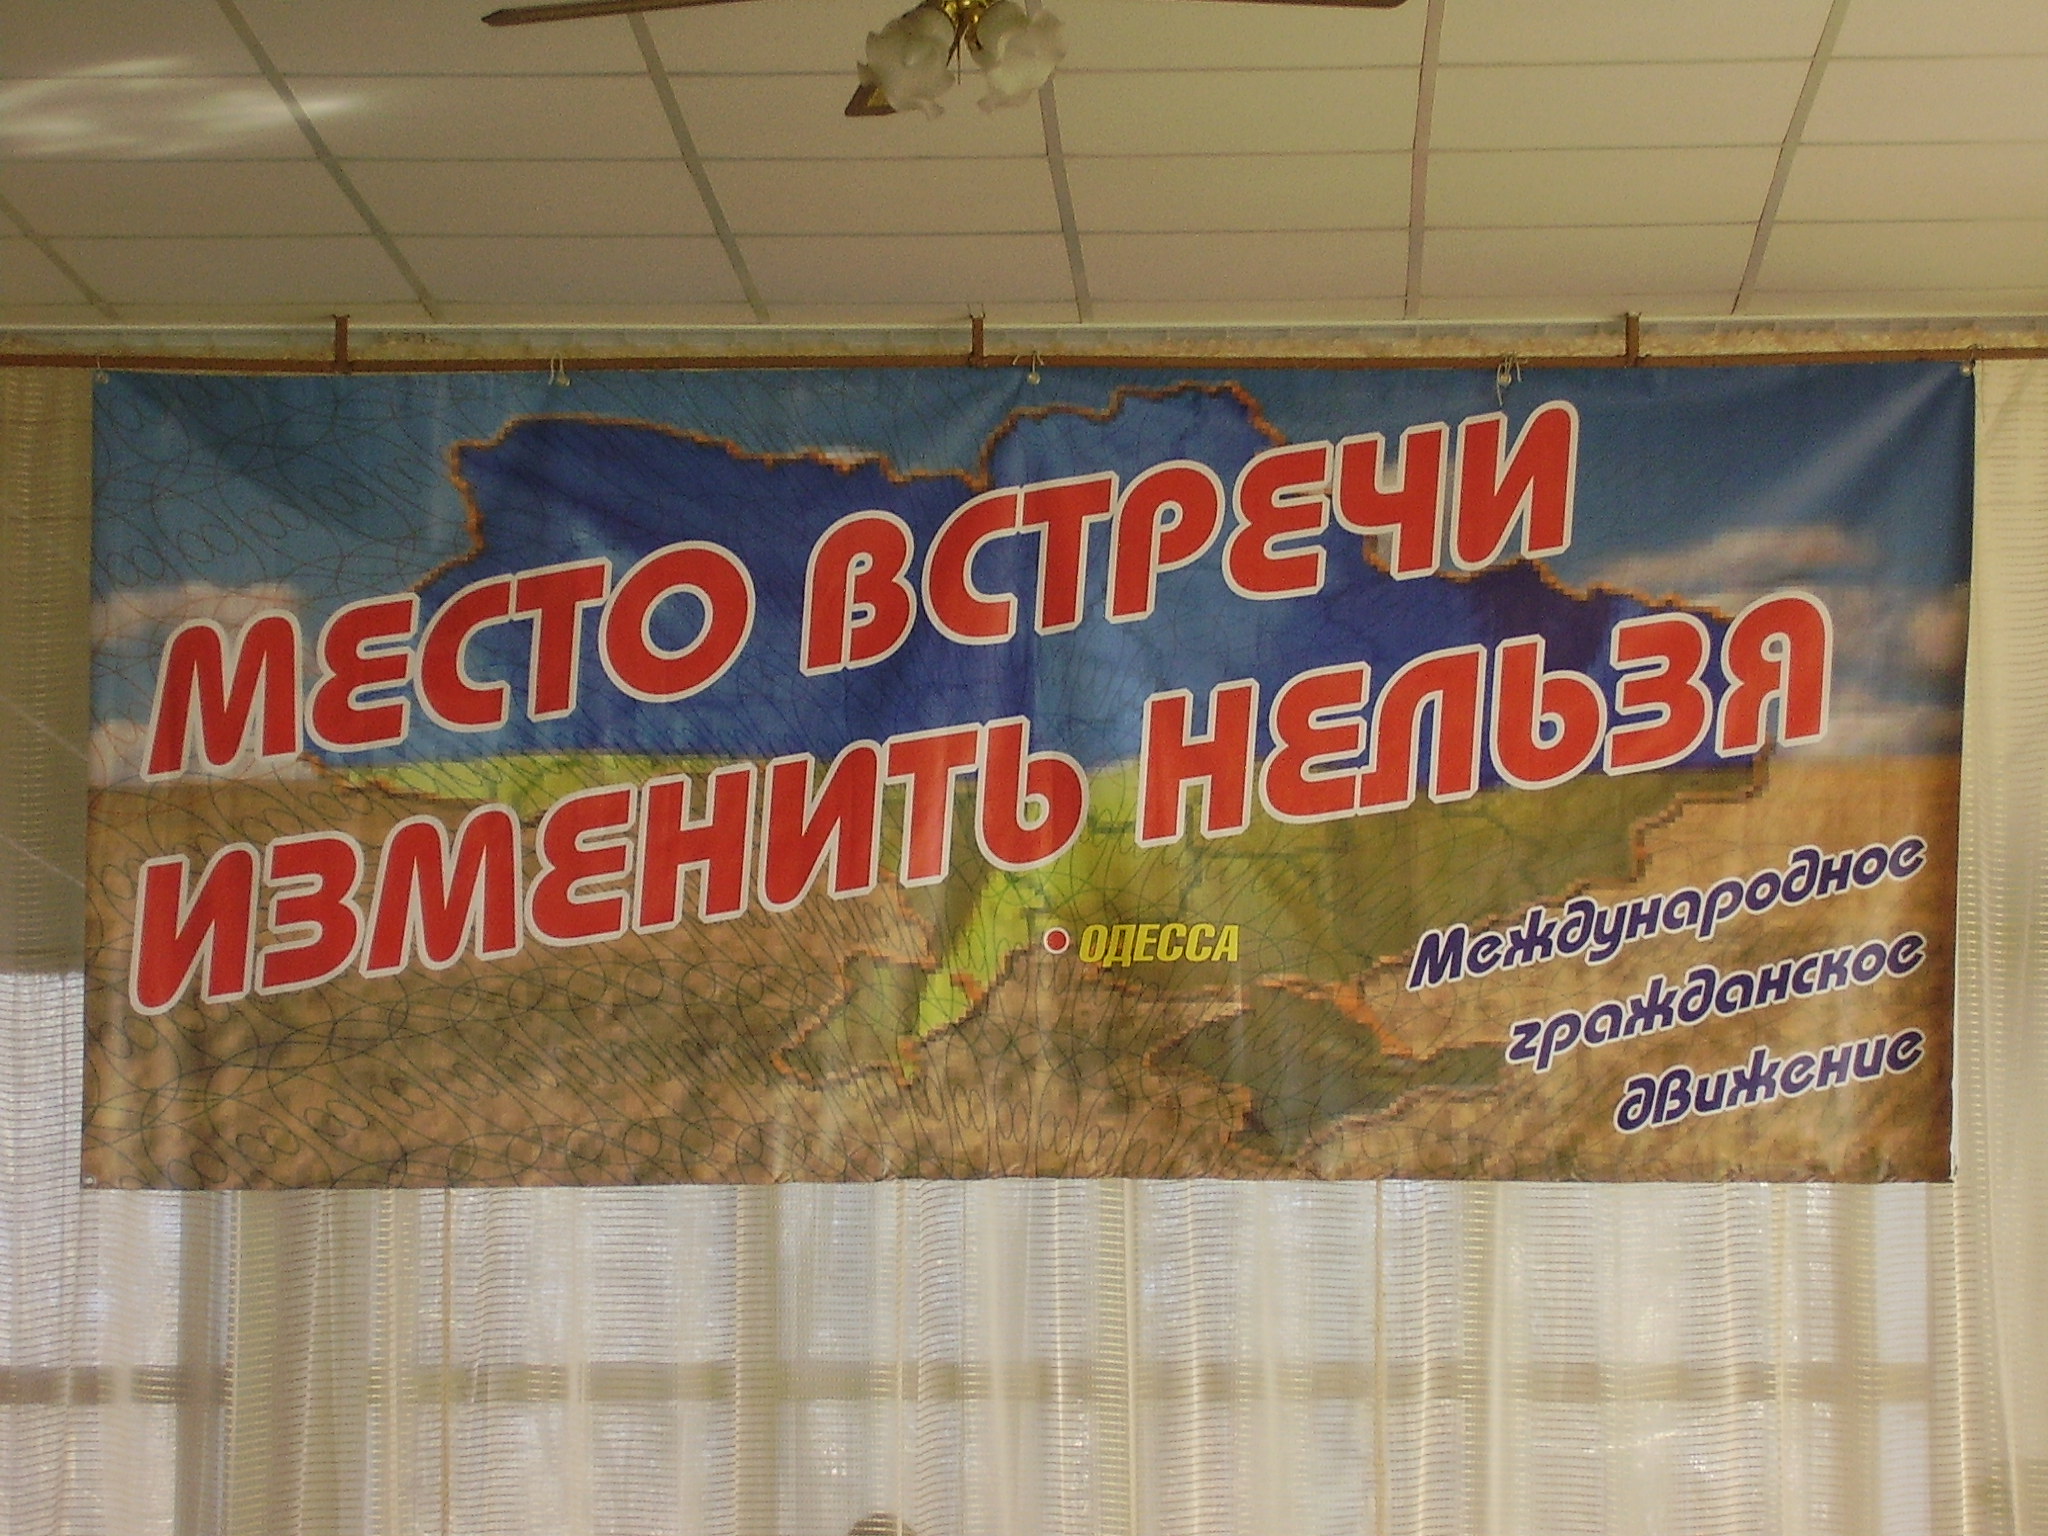 МЕСТО ВСТРЕЧИ
ИЗМЕНИТЬ НЕЛЬЗЯ
ОДЕССА
Международное
гражданское
движение